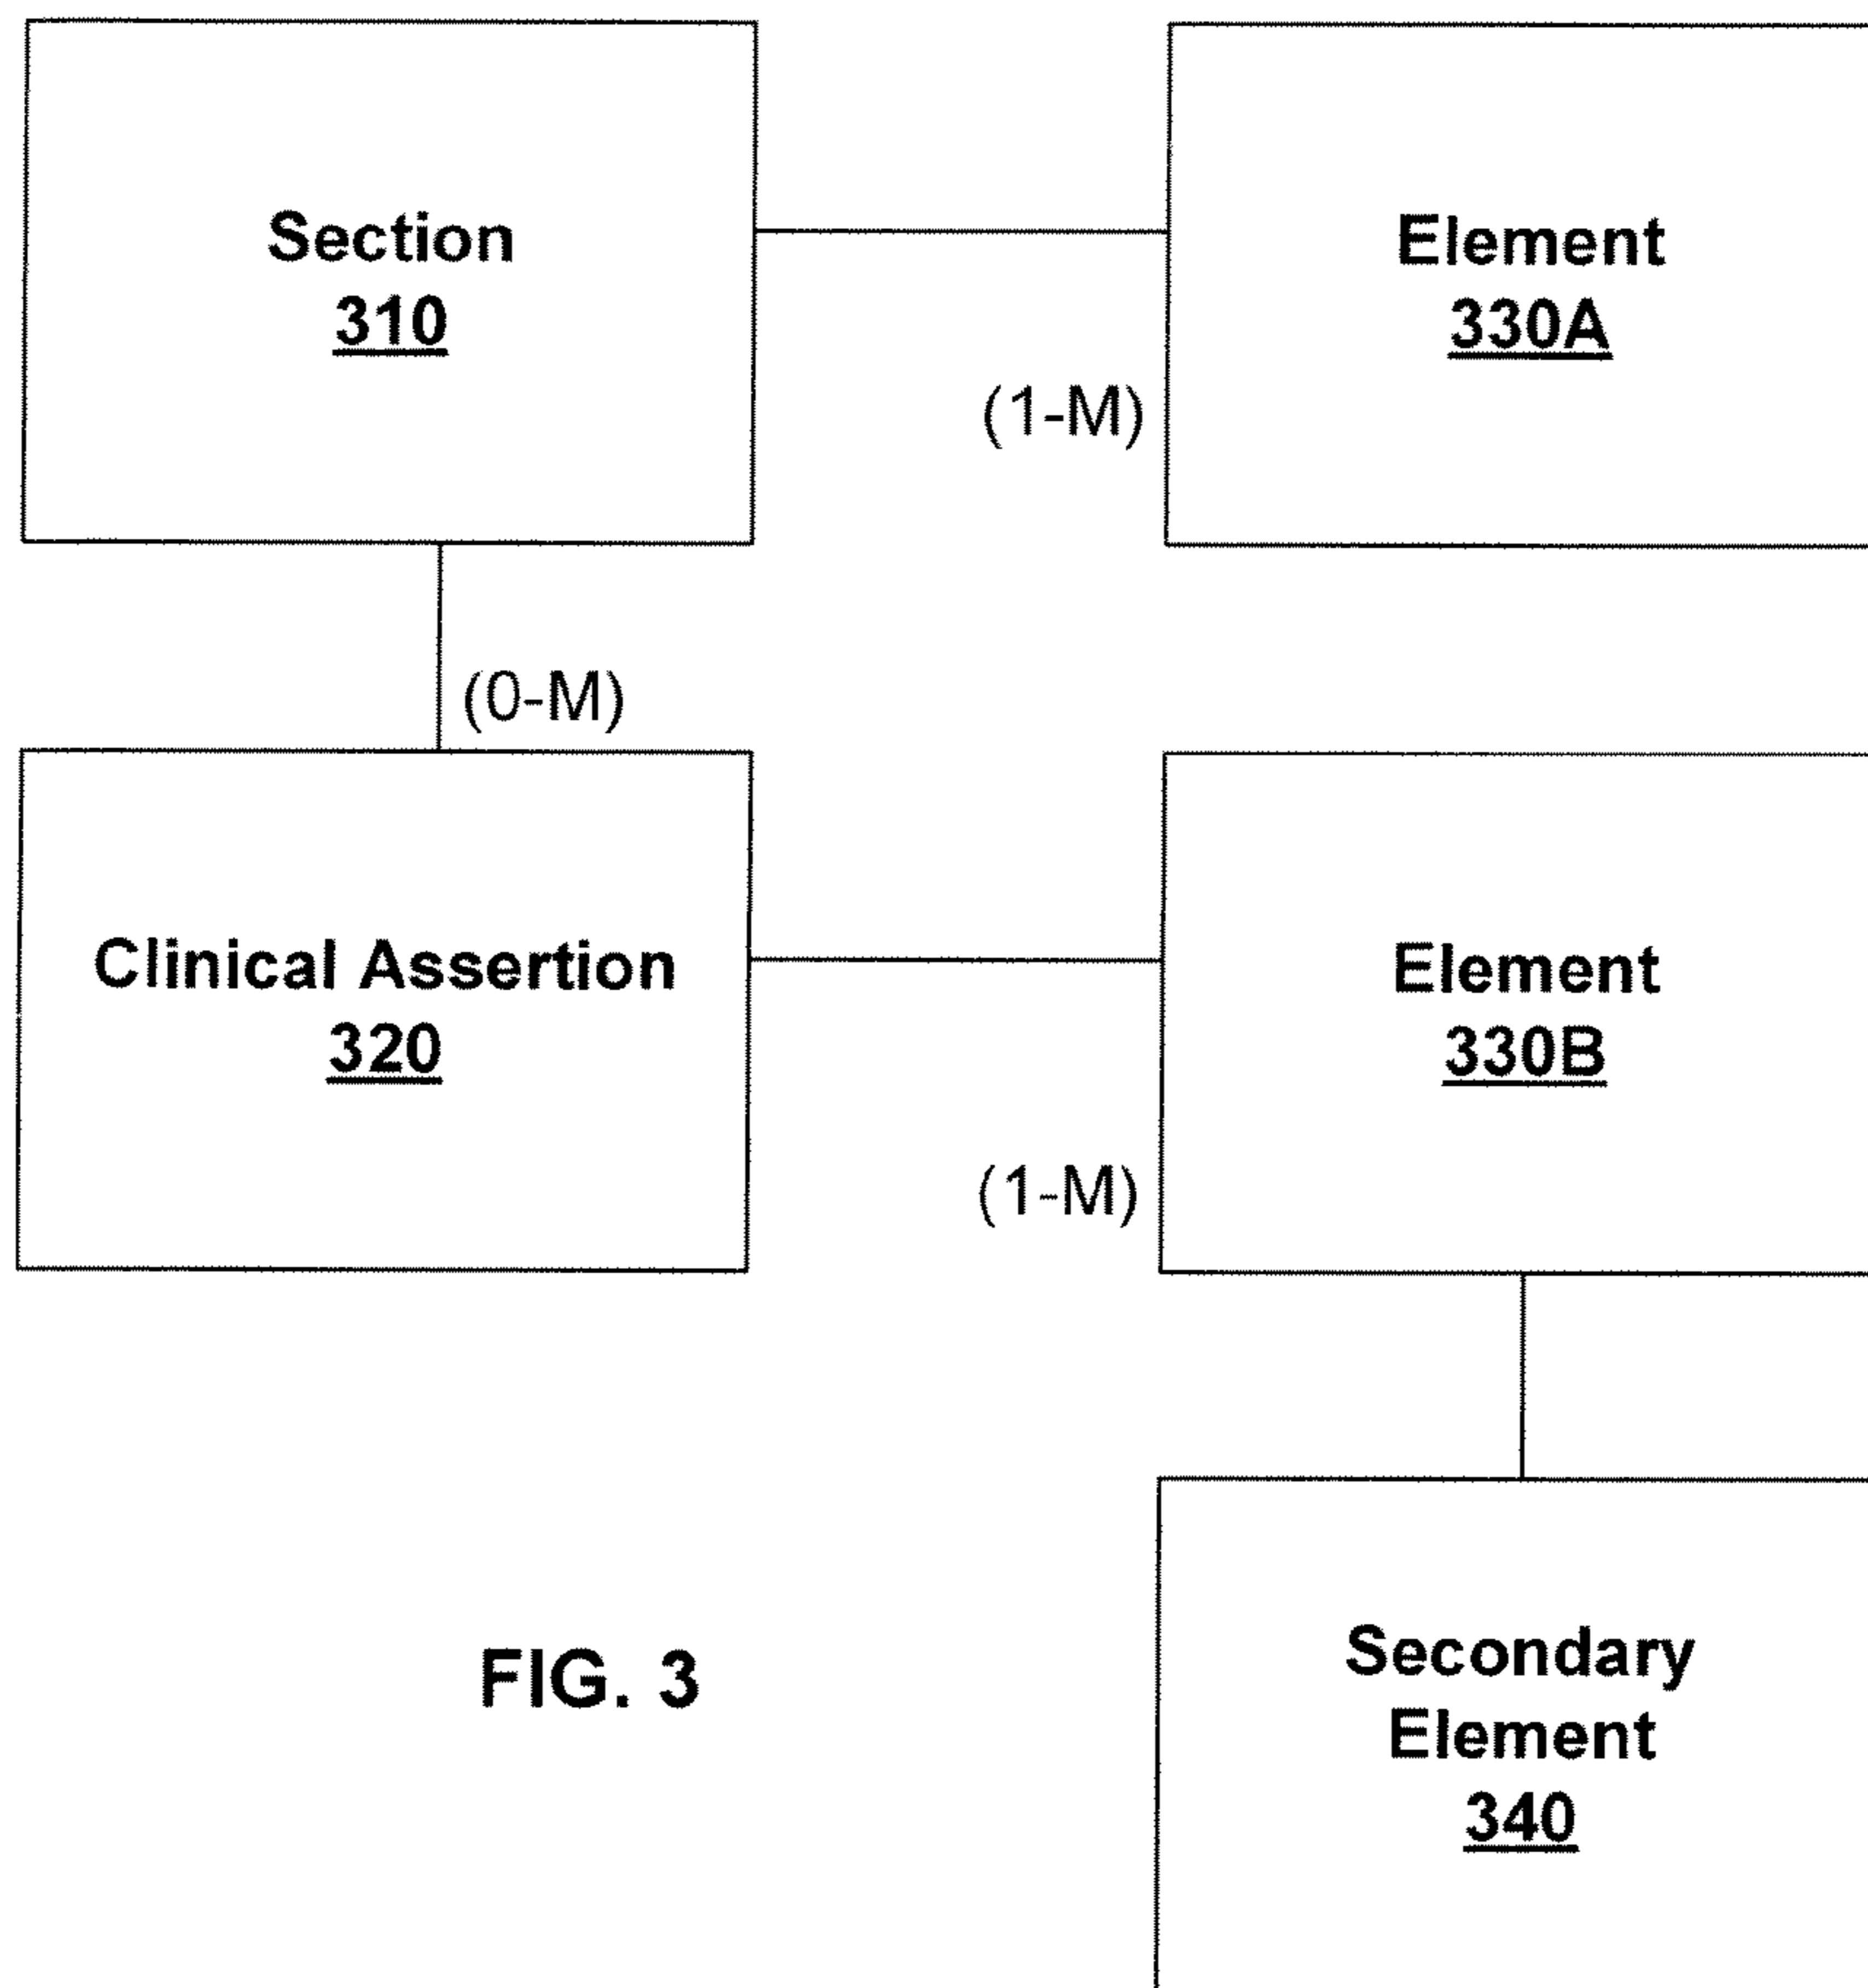 Section
310
Element
330A
(1-M)
(0-M)
Clinical Assertion
320
Element
330B
(1-M)
FIG. 3
Secondary
Element
340